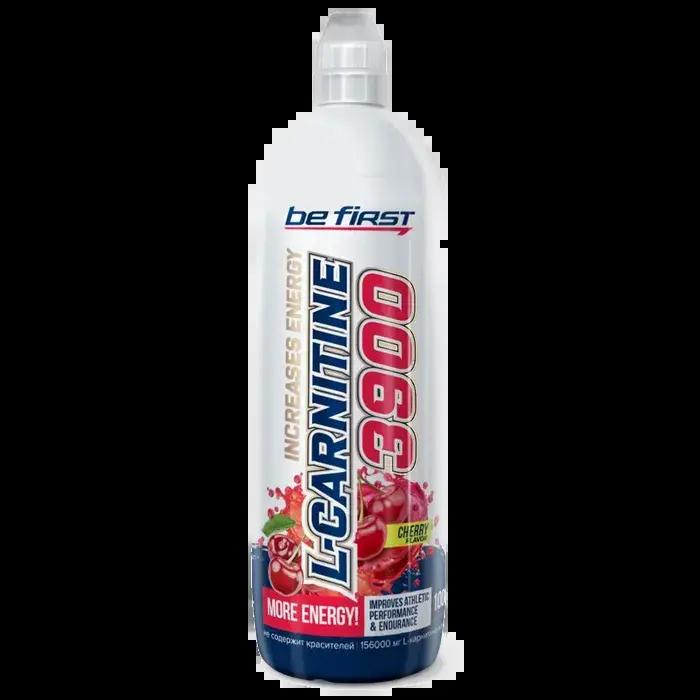 be first
INCREASES ENERGY
L-CARNITINE
3900
CHERRY
FLAVOUR
MORE ENERGY!
IMPROVES ATHLETIC
PERFORMANCE
& ENDURANCE
не содержит красителей | 156000 мг L-карнитина